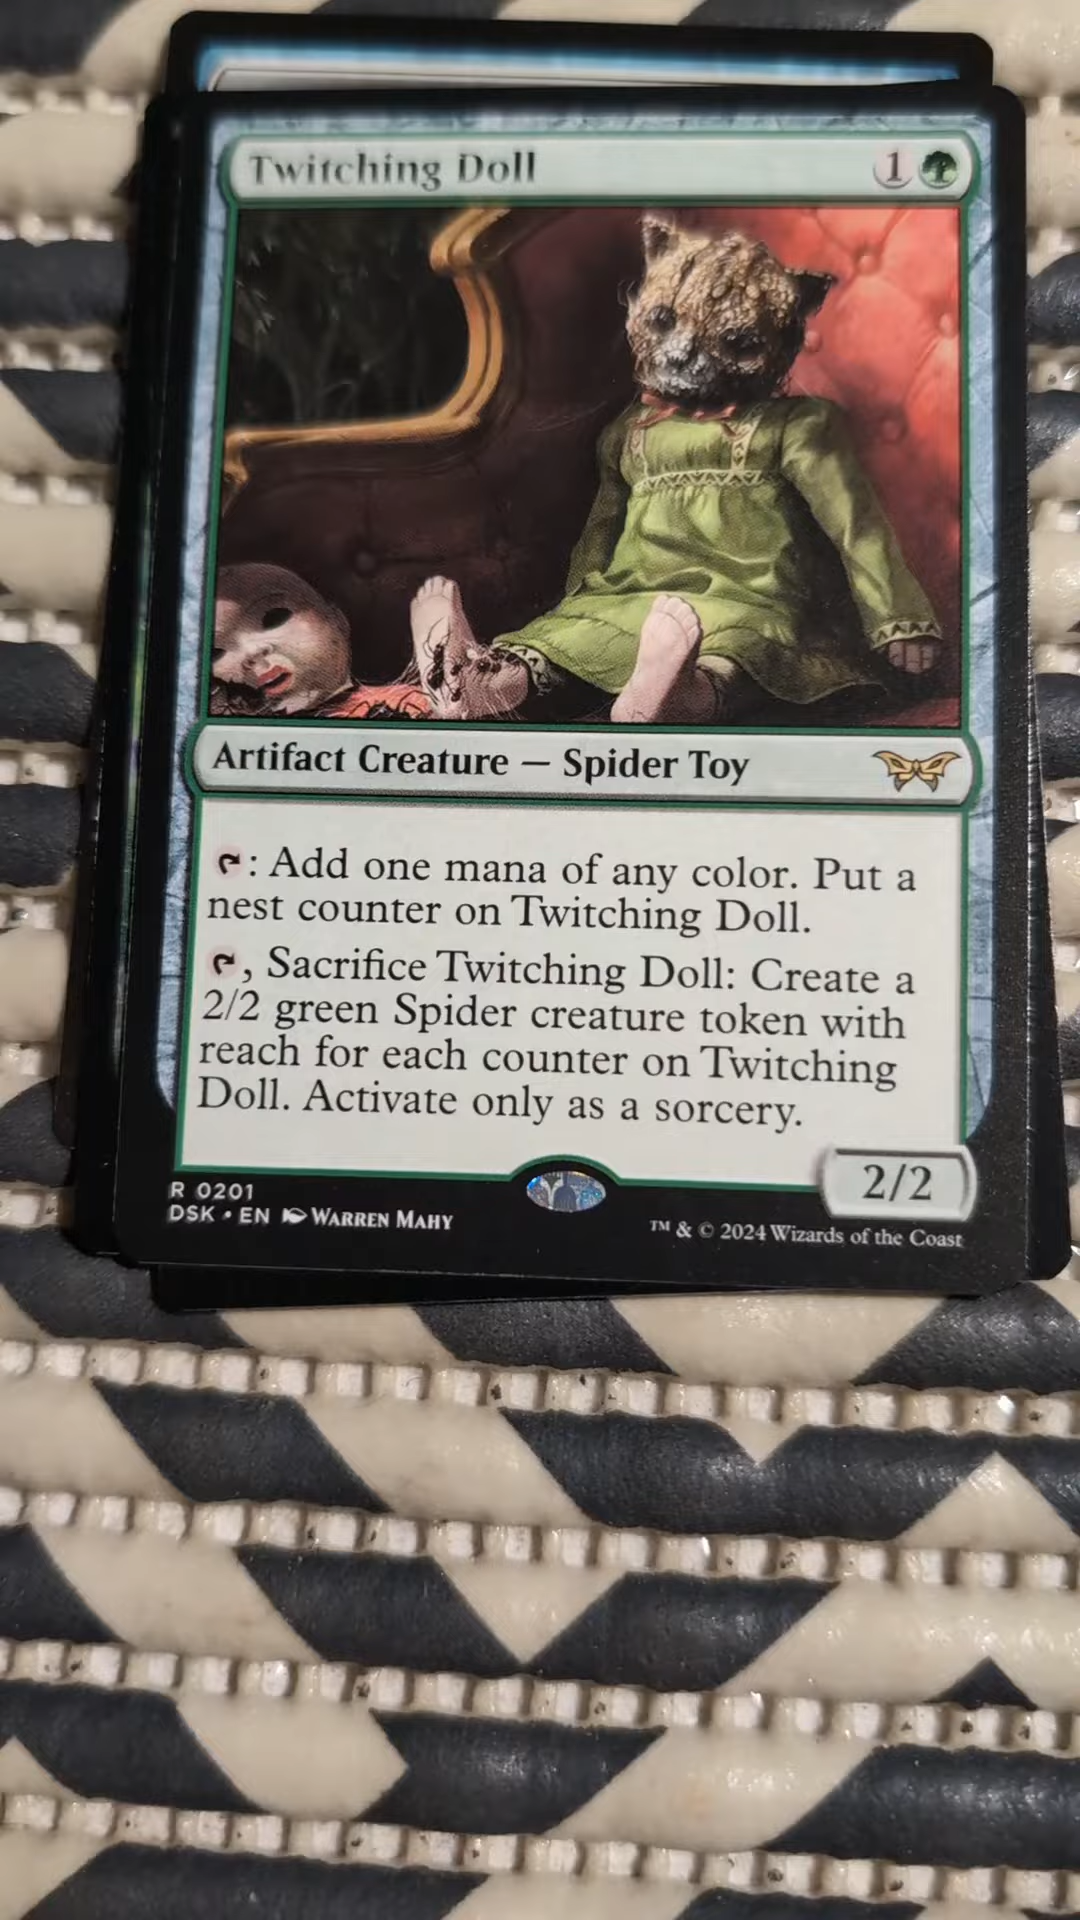 Twitching Doll 1
Artifact Creature — Spider Toy
: Add one mana of any color. Put a
nest counter on Twitching Doll.
, Sacrifice Twitching Doll: Create a
2/2 green Spider creature token with
reach for each counter on Twitching
Doll. Activate only as a sorcery.
2/2
R 0201
DSK • EN WARREN MAHY
™ & © 2024 Wizards of the Coast